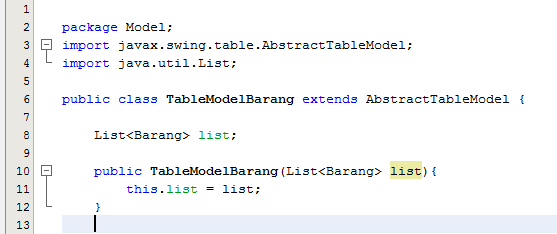 1
2 package Model;
3 import javax.swing.table.AbstractTableModel;
4 import java.util.List;
5
6 public class TableModelBarang extends AbstractTableModel {
7
8 List<Barang> list;
9
10 public TableModelBarang(List<Barang> list){
11 this.list = list;
12 }
13